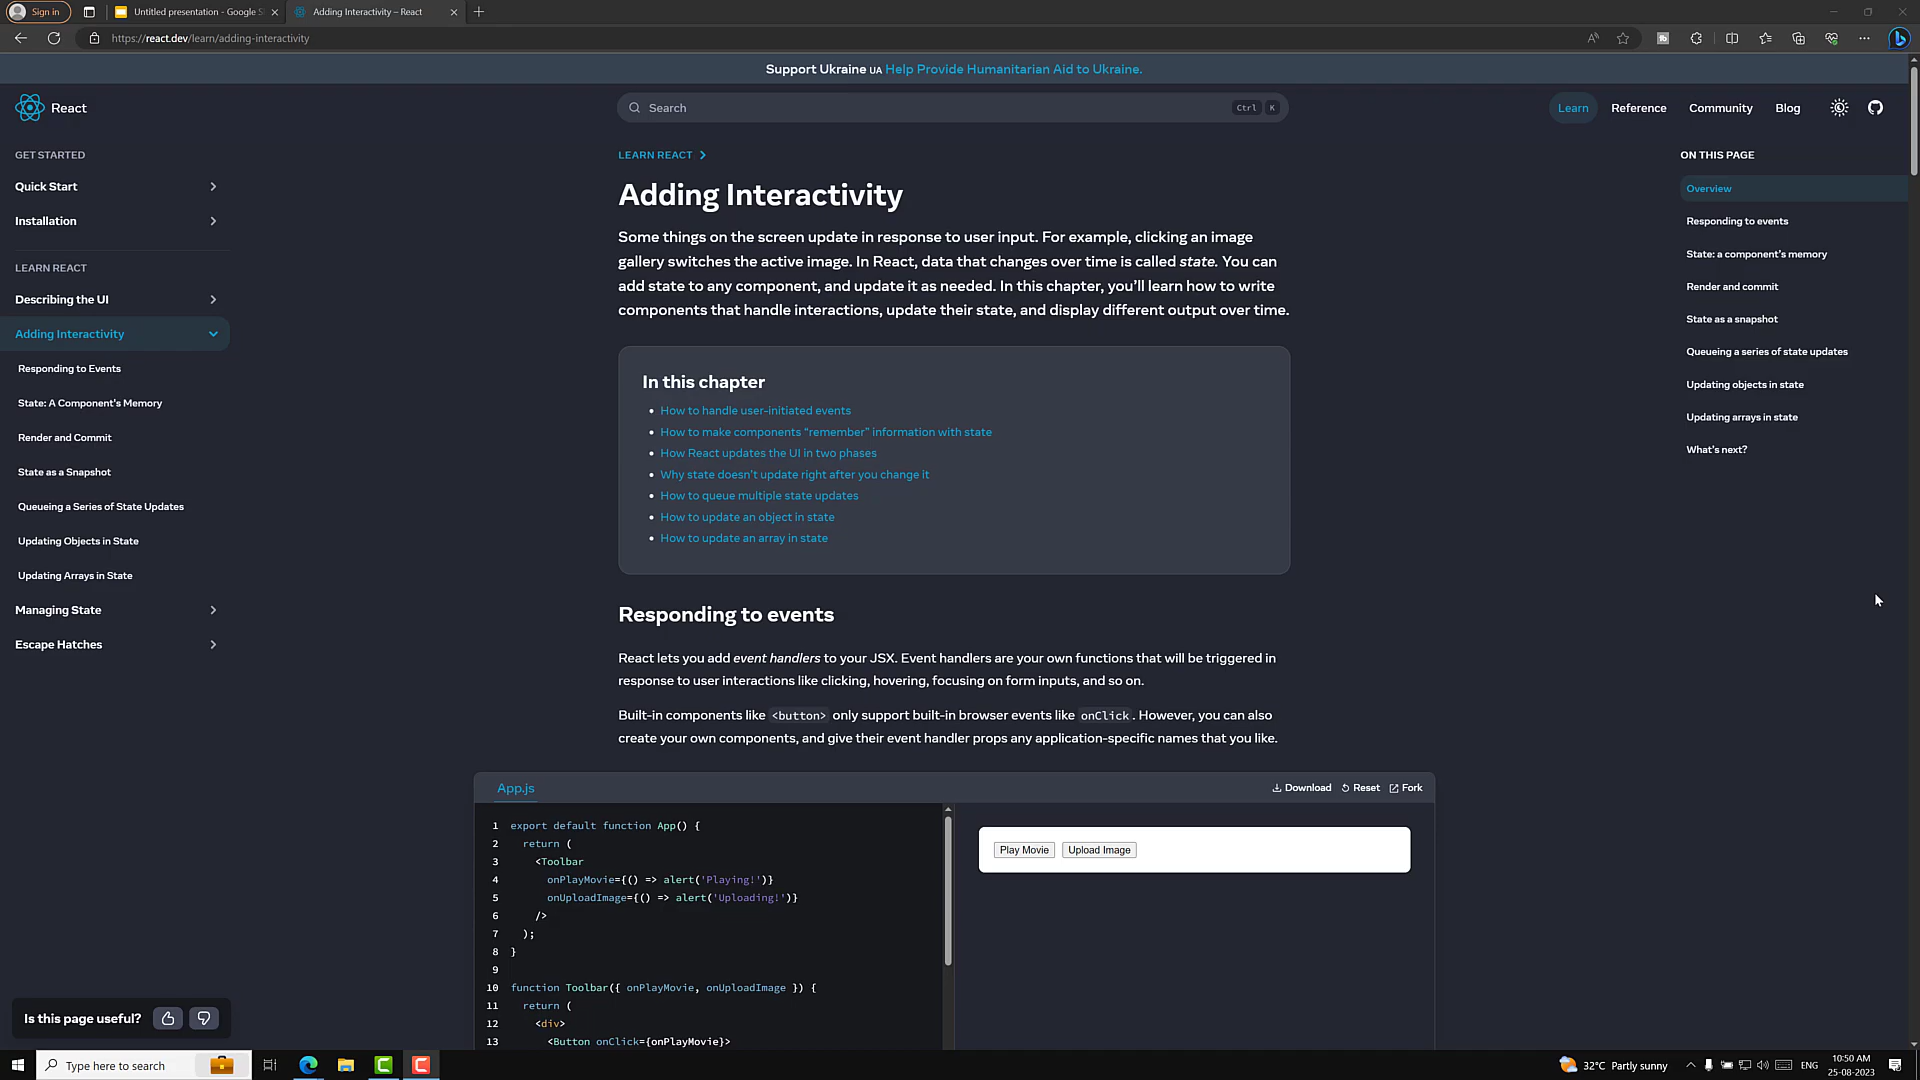 Sign in
Untitled presentation - Google S
Adding Interactivity – React
https://react.dev/learn/adding-interactivity
Support Ukraine UA Help Provide Humanitarian Aid to Ukraine.
React
Search
Ctrl K
Learn
Reference
Community
Blog
GET STARTED
Quick Start
Installation
LEARN REACT
Describing the UI
Adding Interactivity
Responding to Events
State: A Component's Memory
Render and Commit
State as a Snapshot
Queueing a Series of State Updates
Updating Objects in State
Updating Arrays in State
Managing State
Escape Hatches
Is this page useful?
LEARN REACT
Adding Interactivity
Some things on the screen update in response to user input. For example, clicking an image
gallery switches the active image. In React, data that changes over time is called state. You can
add state to any component, and update it as needed. In this chapter, you'll learn how to write
components that handle interactions, update their state, and display different output over time.
In this chapter
How to handle user-initiated events
How to make components “remember” information with state
How React updates the UI in two phases
Why state doesn't update right after you change it
How to queue multiple state updates
How to update an object in state
How to update an array in state
Responding to events
React lets you add event handlers to your JSX. Event handlers are your own functions that will be triggered in
response to user interactions like clicking, hovering, focusing on form inputs, and so on.
Built-in components like <button> only support built-in browser events like onClick. However, you can also
create your own components, and give their event handler props any application-specific names that you like.
App.js
Download
Reset
Fork
1 export default function App() {
2 return (
3 <Toolbar
4 onPlayMovie={() => alert('Playing!')}
5 onUploadImage={() => alert('Uploading!')}
6 />
7 );
8 }
9
10 function Toolbar({ onPlayMovie, onUploadImage }) {
11 return (
12 <div>
13 <Button onClick={onPlayMovie}>
Play Movie
Upload Image
ON THIS PAGE
Overview
Responding to events
State: a component's memory
Render and commit
State as a snapshot
Queueing a series of state updates
Updating objects in state
Updating arrays in state
What's next?
Type here to search
32°C Partly sunny
ENG
10:50 AM
25-08-2023